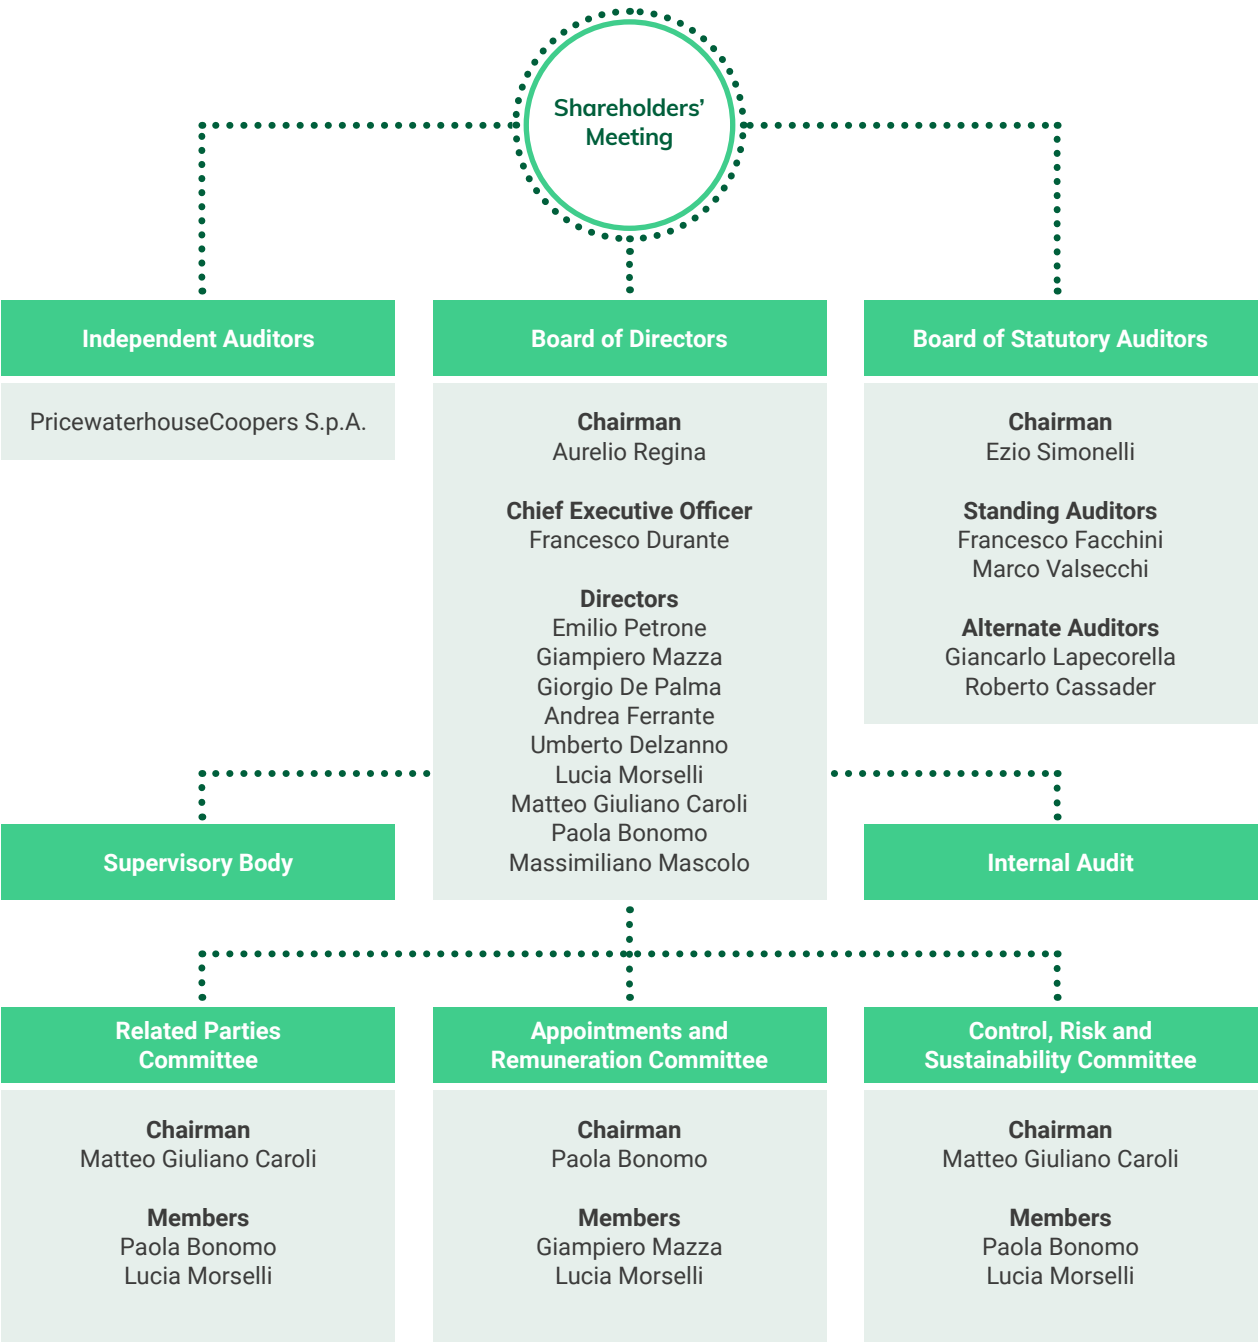 Shareholders’
Meeting
Independent Auditors
PricewaterhouseCoopers S.p.A.
Board of Directors
Chairman
Aurelio Regina
Chief Executive Officer
Francesco Durante
Directors
Emilio Petrone
Giampiero Mazza
Giorgio De Palma
Andrea Ferrante
Umberto Delzanno
Lucia Morselli
Matteo Giuliano Caroli
Paola Bonomo
Massimiliano Mascolo
Board of Statutory Auditors
Chairman
Ezio Simonelli
Standing Auditors
Francesco Facchini
Marco Valsecchi
Alternate Auditors
Giancarlo Lapecorella
Roberto Cassader
Supervisory Body
Internal Audit
Related Parties
Committee
Chairman
Matteo Giuliano Caroli
Members
Paola Bonomo
Lucia Morselli
Appointments and
Remuneration Committee
Chairman
Paola Bonomo
Members
Giampiero Mazza
Lucia Morselli
Control, Risk and
Sustainability Committee
Chairman
Matteo Giuliano Caroli
Members
Paola Bonomo
Lucia Morselli